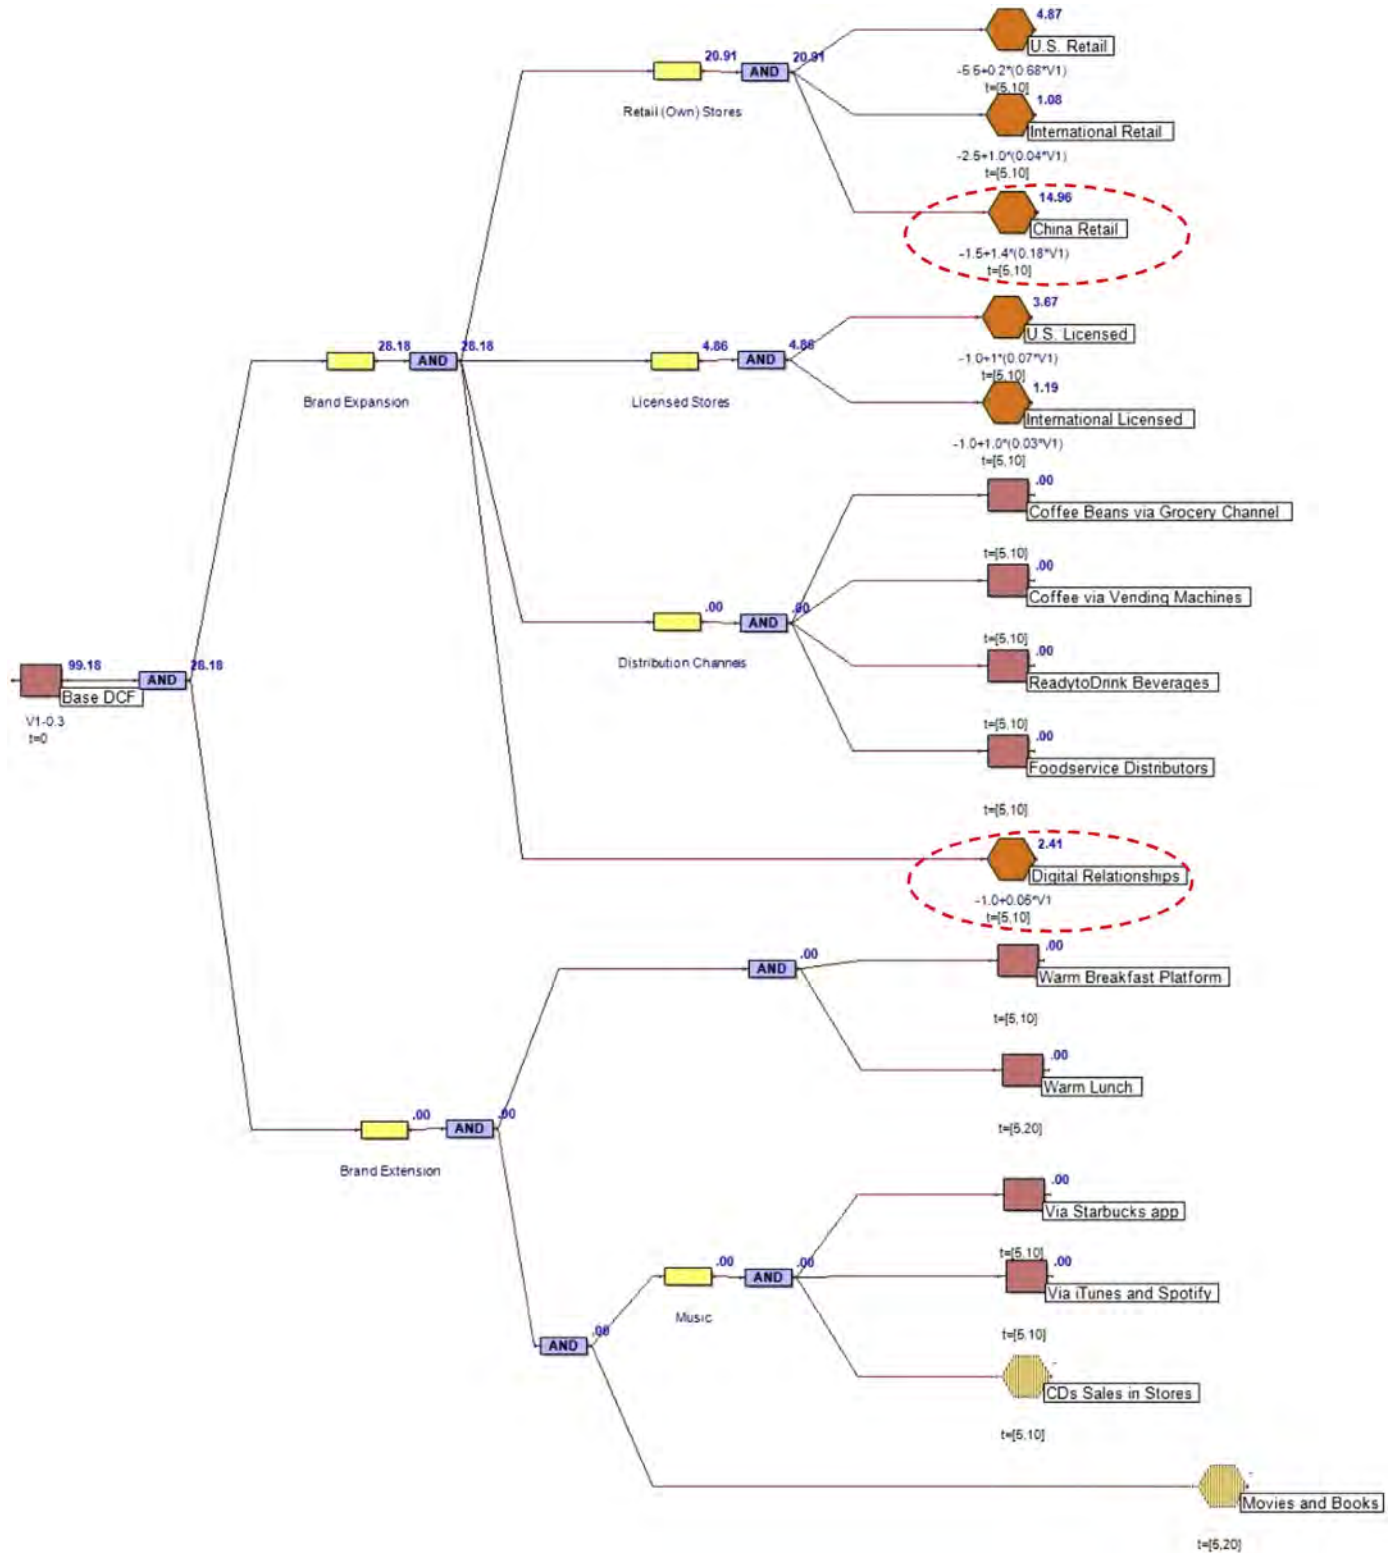 4.87
U.S. Retail
20.91
AND
20.91
-5.5+0.2*(0.68*V1)
t=[5,10]
Retail (Own) Stores
1.08
International Retail
-2.5+1.0*(0.04*V1)
t=[5,10]
14.96
China Retail
-1.5+1.4*(0.18*V1)
t=[5,10]
3.67
U.S. Licensed
28.18
AND
28.18
4.86
AND
4.86
-1.0+1*(0.07*V1)
t=[5,10]
Brand Expansion
Licensed Stores
1.19
International Licensed
-1.0+1.0*(0.03*V1)
t=[5,10]
.00
Coffee Beans via Grocery Channel
t=[5,10]
.00
Coffee via Vending Machines
.00
AND
.00
t=[5,10]
Distribution Channels
.00
ReadytoDrink Beverages
99.18
AND
28.18
Base DCF
V1-0.3
t=0
t=[5,10]
.00
Foodservice Distributors
t=[5,10]
2.41
Digital Relationships
-1.0+0.05*V1
t=[5,10]
AND
.00
.00
Warm Breakfast Platform
t=[5,10]
.00
Warm Lunch
.00
AND
.00
t=[5,20]
Brand Extension
.00
Via Starbucks app
t=[5,10]
.00
AND
.00
.00
Via iTunes and Spotify
Music
t=[5,10]
AND
.00
-
CDs Sales in Stores
t=[5,10]
-
Movies and Books
t=[5,20]